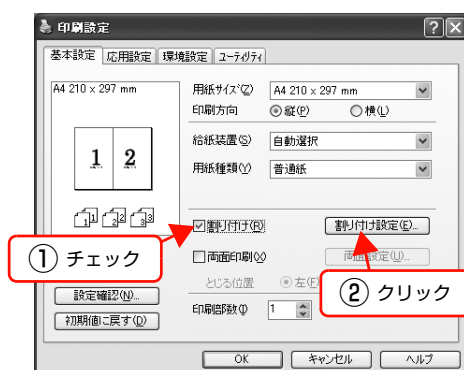 印刷設定
基本設定 応用設定 環境設定 ユーティリティ
A4 210 x 297 mm
用紙サイズ(Z) A4 210 x 297 mm
印刷方向 縦(P) 横(L)
給紙装置(S) 自動選択
用紙種類(Y) 普通紙
1 2
1 2 3
割り付け(R) 割り付け設定(E)...
① チェック
両面印刷(X) 両面設定(U)...
とじる位置 左(F)
② クリック
設定確認(N)...
印刷部数(I) 1
初期値に戻す(D)
OK キャンセル ヘルプ